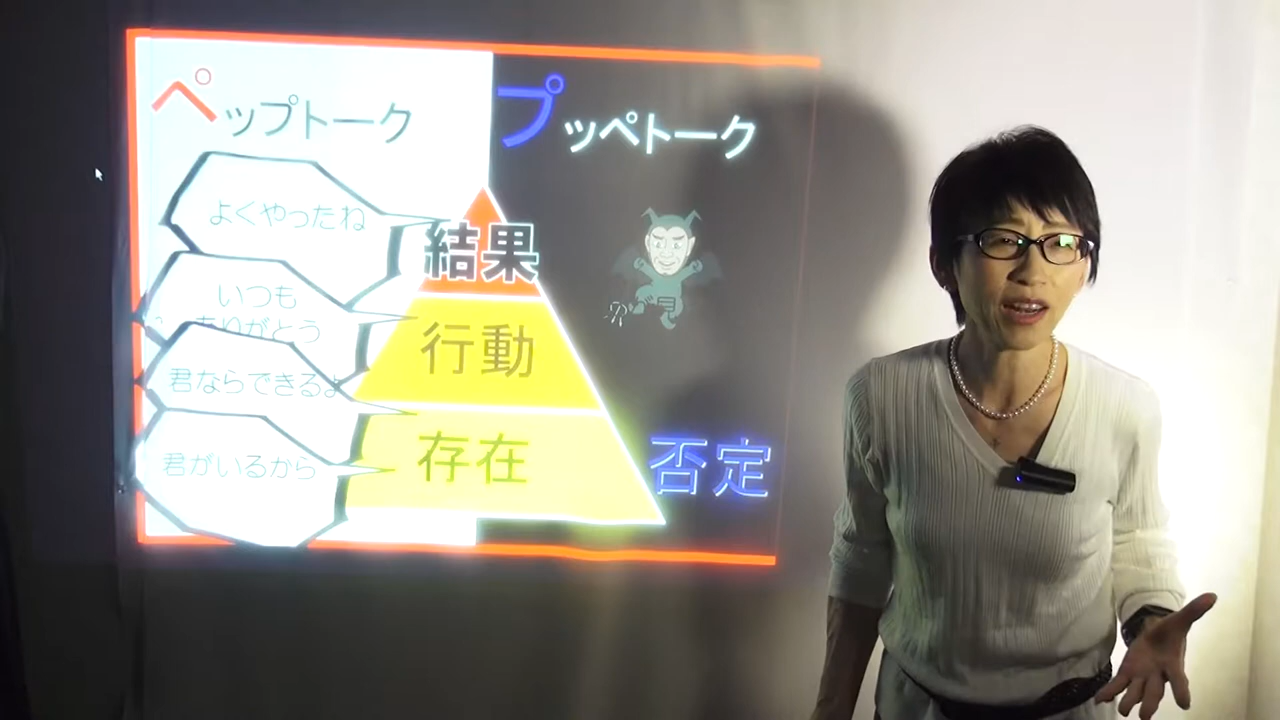 ペップトーク
プッペトーク
よくやったね
いつも
ありがとう
君ならできるよ
君がいるから
結果
行動
存在
否定